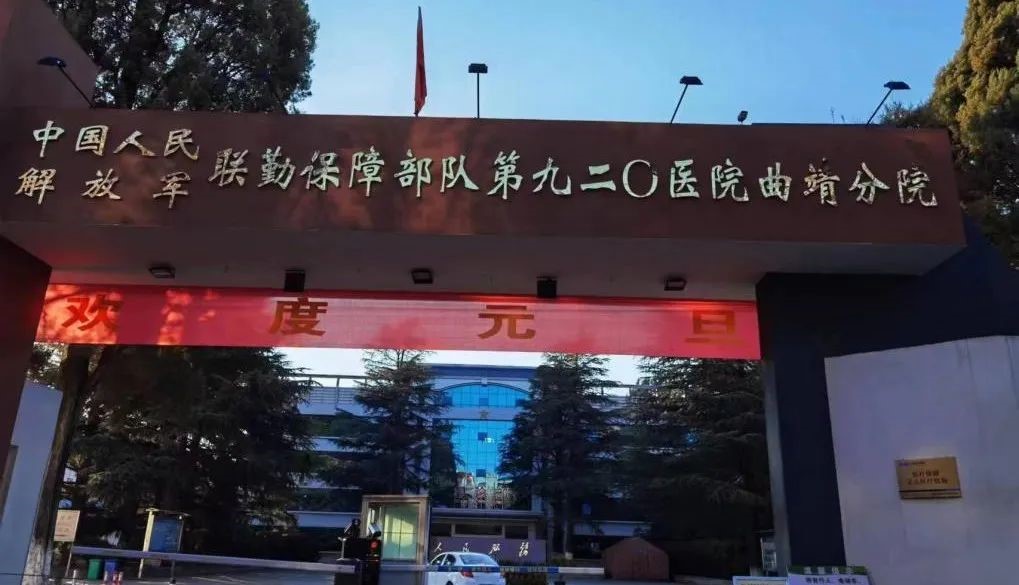 中国人民
解放军
联勤保障部队第九二〇医院曲靖分院
欢度元旦